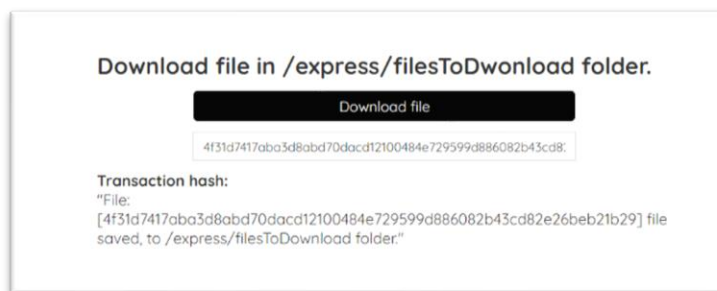 Download file in /express/filesToDwonload folder.
Download file
4f31d7417aba3d8abd70dacd12100484e729599d886082b43cd8
Transaction hash:
"File:
[4f31d7417aba3d8abd70dacd12100484e729599d886082b43cd82e26beb21b29] file
saved, to /express/filesToDownload folder."